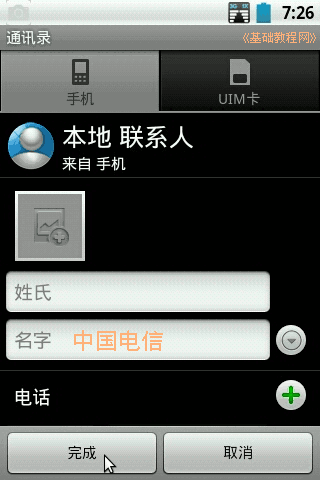 7:26
通讯录 《基础教程网》
手机 UIM卡
本地 联系人
来自 手机
姓氏
名字 中国电信
电话
完成 取消